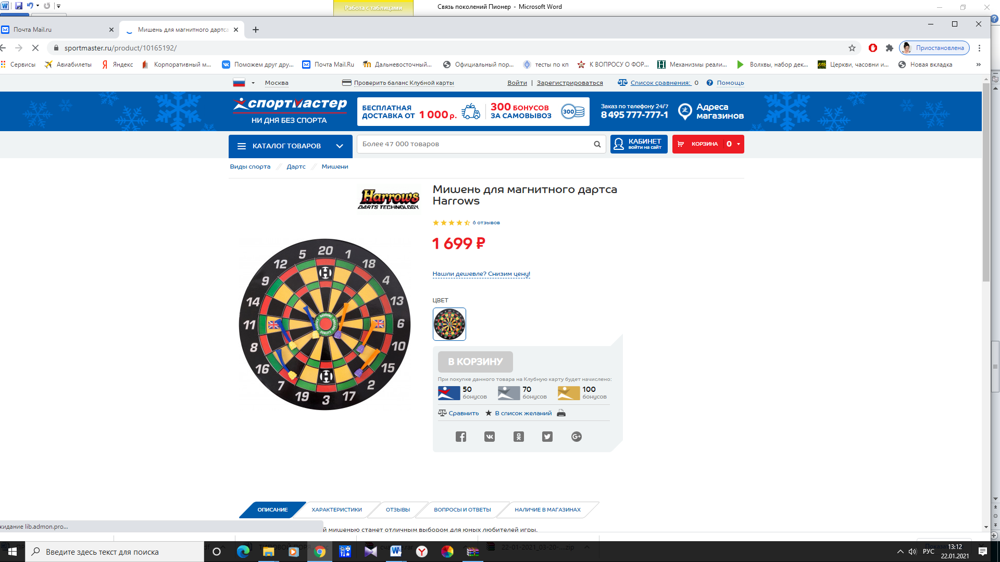 Работа с таблицами
Связь поколений Пионер - Microsoft Word
Почта Mail.ru
Мишень для магнитного дартса
sportmaster.ru/product/10165192/
Приостановлена
Сервисы
Авиабилеты
Яндекс
Корпоративный м...
Поможем друг дру...
Почта Mail.Ru
Дальневосточный...
Официальный пор...
тесты по кп
К ВОПРОСУ О ФОР...
Механизмы реали...
Волхвы, набор дек...
Церкви, часовни и...
Новая вкладка
»
Москва
Проверить баланс Клубной карты
Войти | Зарегистрироваться
Список сравнения: 0
Помощь
спортмастер
НИ ДНЯ БЕЗ СПОРТА
БЕСПЛАТНАЯ
ДОСТАВКА ОТ 1 000 р.
300 БОНУСОВ
ЗА САМОВЫВОЗ
300
Заказ по телефону 24/7
8 495 777-777-1
Адреса
магазинов
КАТАЛОГ ТОВАРОВ
Более 47 000 товаров
КАБИНЕТ
войти на сайт
КОРЗИНА 0
Виды спорта // Дартс // Мишени
Harrows
DARTS TECHNOLOGY
Мишень для магнитного дартса
Harrows
6 отзывов
1 699 ₽
Нашли дешевле? Снизим цену!
ЦВЕТ
20 1 18 4 13 6 10 15 2 17 3 19 7 16 8 11 14 9 12 5
В КОРЗИНУ
При покупке данного товара на Клубную карту будет начислено:
50
бонусов
70
бонусов
100
бонусов
Сравнить
В список желаний
ОПИСАНИЕ
ХАРАКТЕРИСТИКИ
ОТЗЫВЫ
ВОПРОСЫ И ОТВЕТЫ
НАЛИЧИЕ В МАГАЗИНАХ
кидание lib.admon.pro...
й мишенью станет отличным выбором для юных любителей игры.
22-01-2021_03-20-....zip
Введите здесь текст для поиска
РУС
13:12
22.01.2021